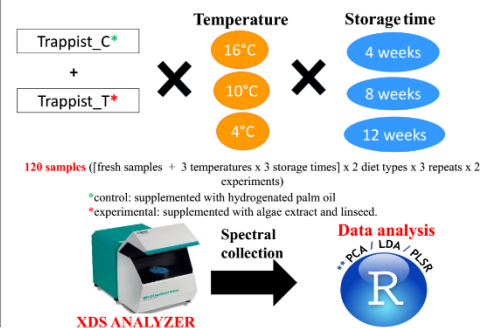 Temperature
Storage time
Trappist_C*
+
Trappist_T*
16°C
10°C
4°C
4 weeks
8 weeks
12 weeks
120 samples ([fresh samples + 3 temperatures x 3 storage times] x 2 diet types x 3 repeats x 2
experiments)
*control: supplemented with hydrogenated palm oil
*experimental: supplemented with algae extract and linseed.
Spectral
collection
Data analysis
** PCA / LDA / PLSR
R
XDS ANALYZER